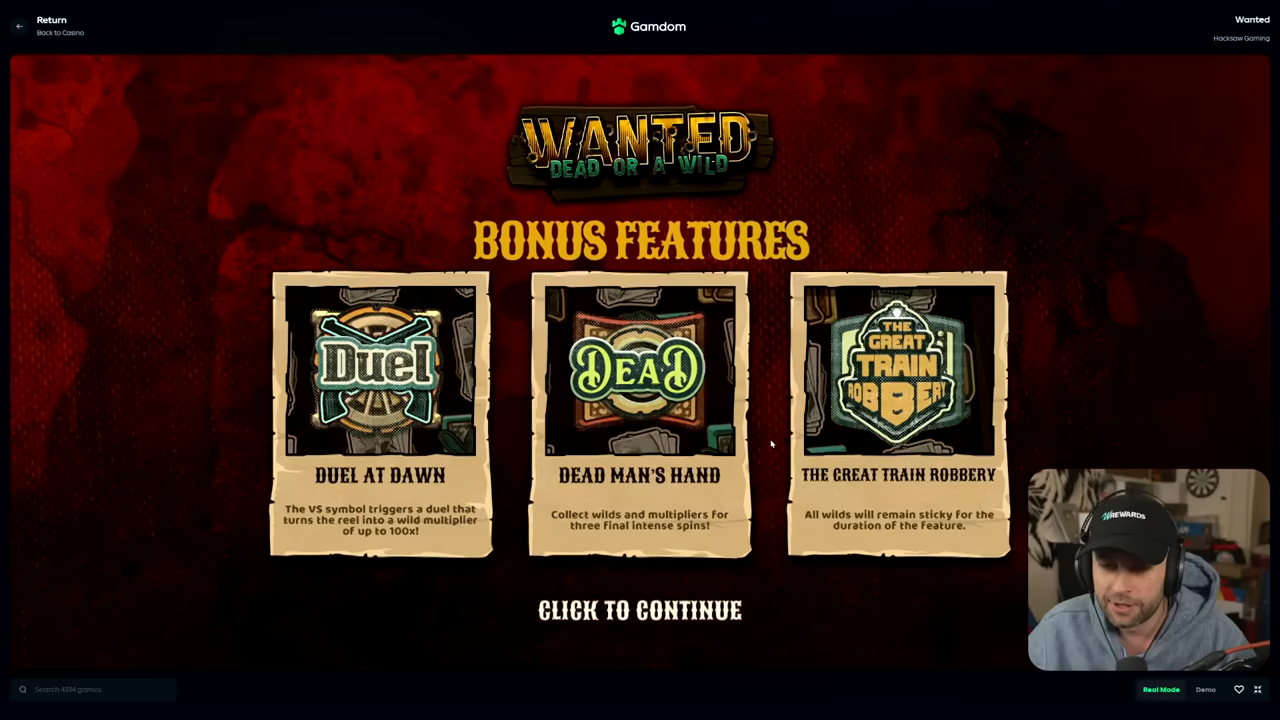 Return
Back to Casino
Gamdom
Wanted
Hacksaw Gaming
WANTED
DEAD OR A WILD
BONUS FEATURES
Duel
DEAD
THE
GREAT
TRAIN
ROBBERY
DUEL AT DAWN
DEAD MAN'S HAND
THE GREAT TRAIN ROBBERY
The VS symbol triggers a duel that
turns the reel into a wild multiplier
of up to 100x!
Collect wilds and multipliers for
three final intense spins!
All wilds will remain sticky for the
duration of the feature.
WREWARDS
CLICK TO CONTINUE
Search 4334 games
Real Mode
Demo